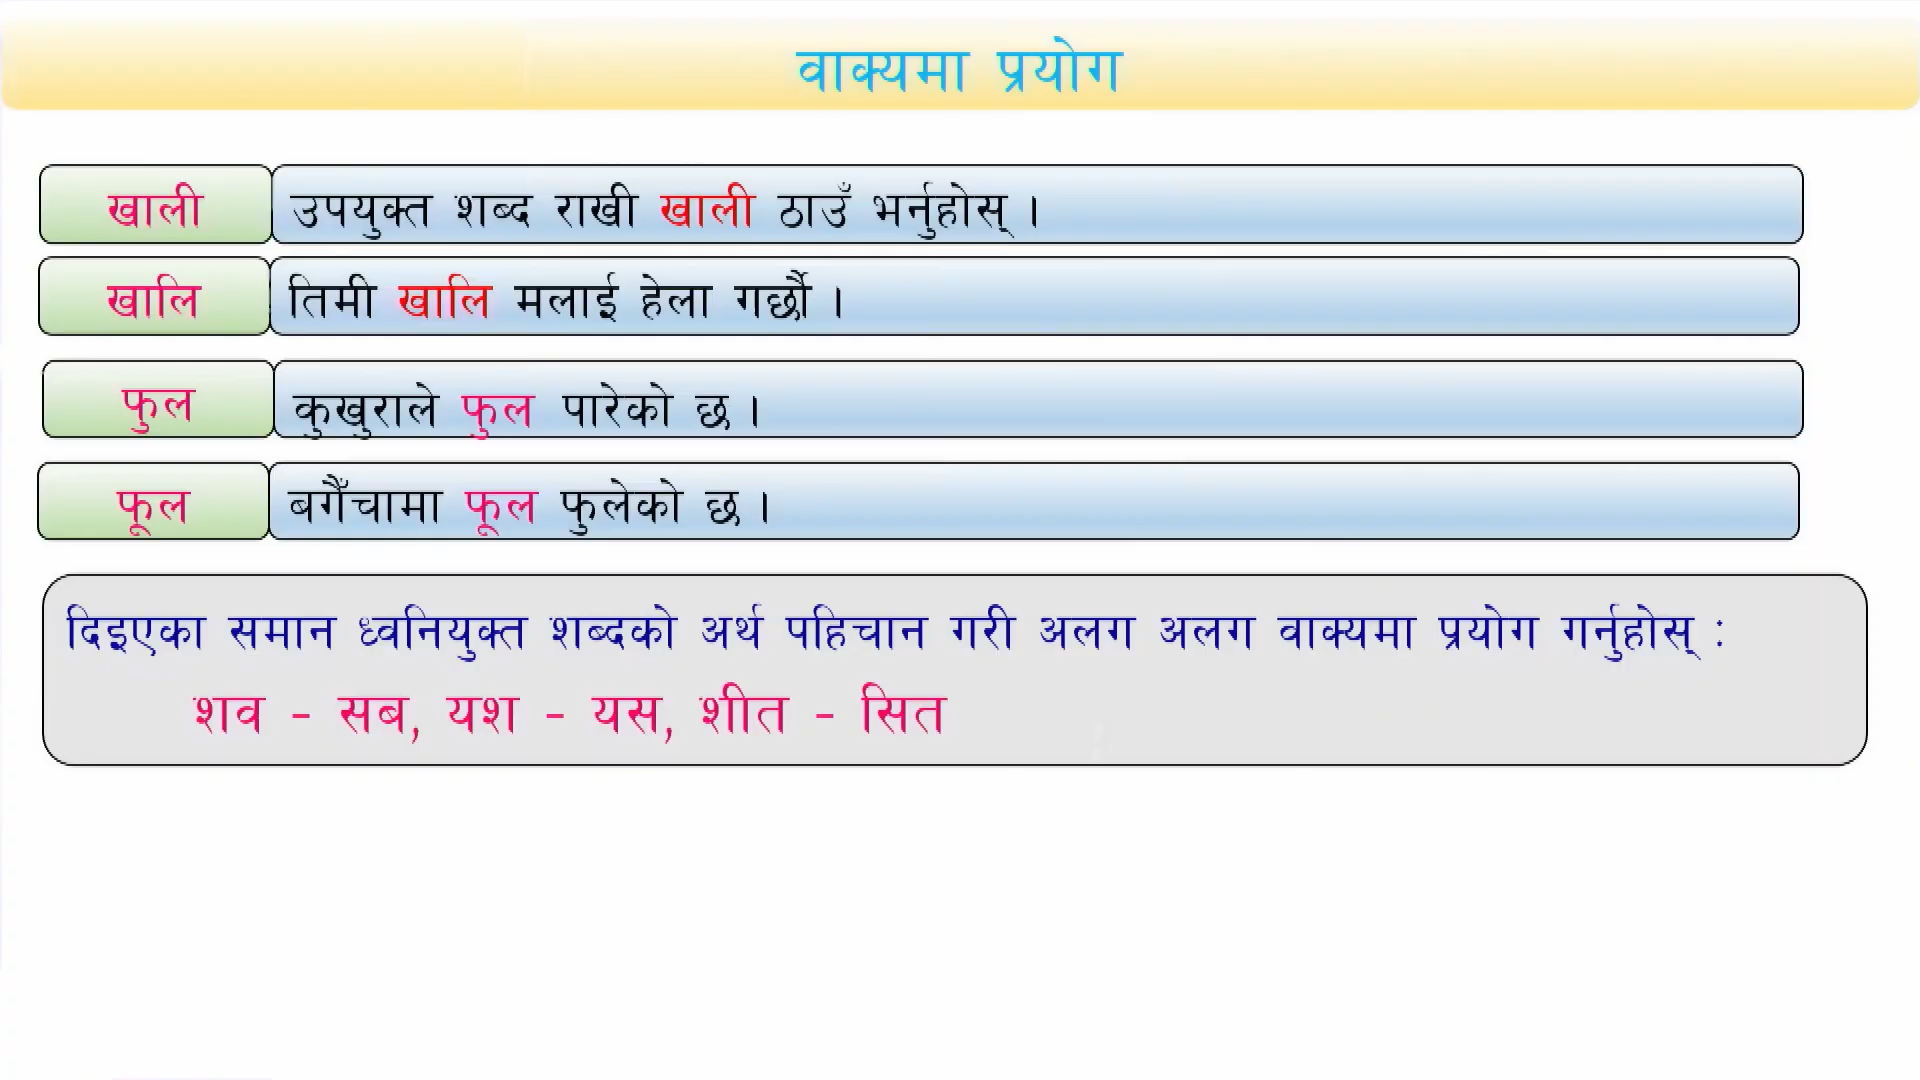 वाक्यमा प्रयोग
खाली उपयुक्त शब्द राखी खाली ठाउँ भर्नुहोस् ।
खालि तिमी खालि मलाई हेला गर्छौ ।
फुल कुखुराले फुल पारेको छ ।
फूल बगैँचामा फूल फुलेको छ ।
दिइएका समान ध्वनियुक्त शब्दको अर्थ पहिचान गरी अलग अलग वाक्यमा प्रयोग गर्नुहोस् :
शव - सब, यश - यस, शीत - सित